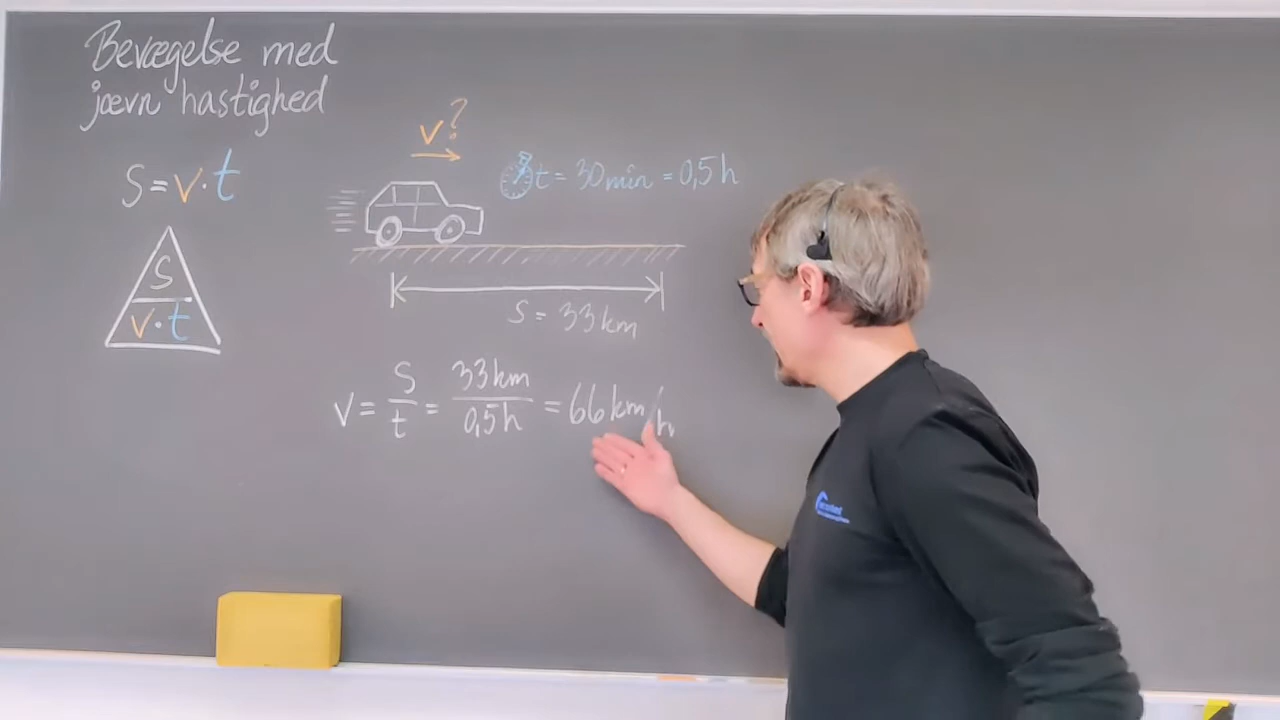 Bevægelse med
jævn hastighed
S = v · t
S
v · t
v?
t = 30 min = 0,5 h
S = 33 km
v = S/t = 33 km/0,5 h = 66 km/h